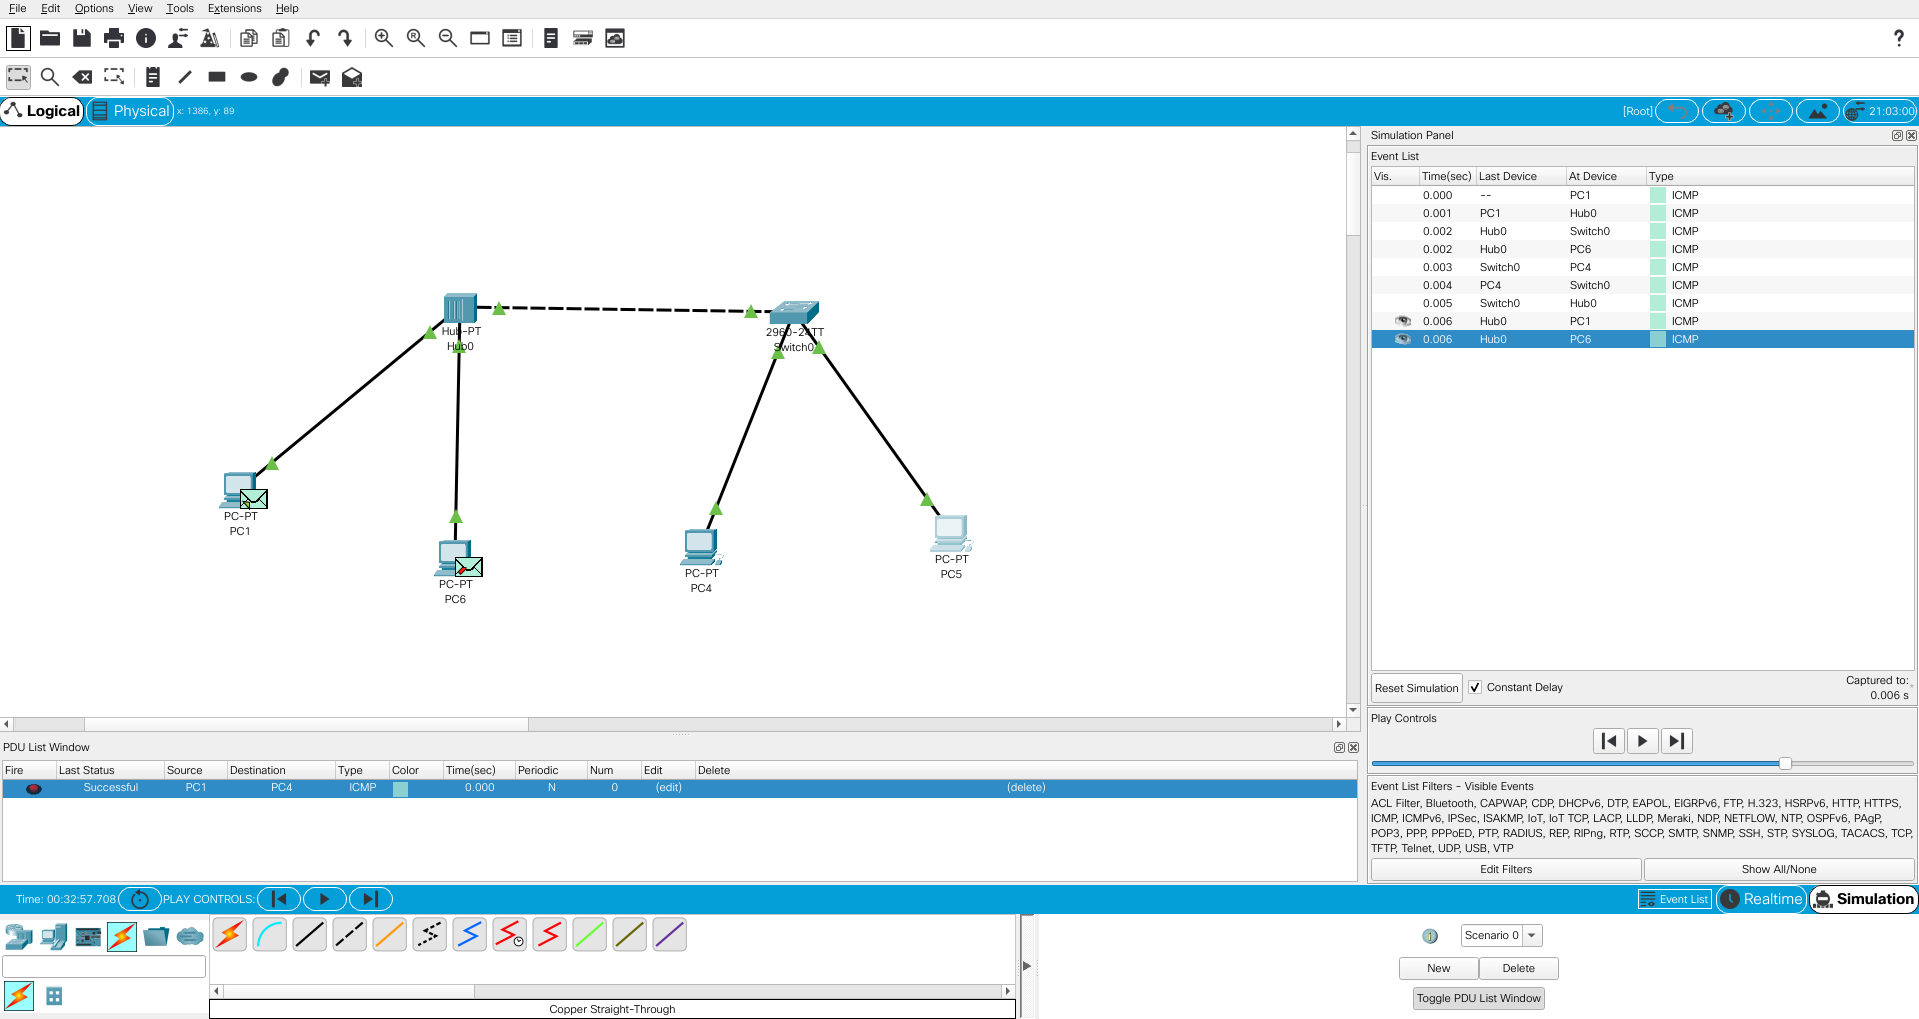 File Edit Options View Tools Extensions Help
Logical Physical x: 1386, y: 89 [Root] 21:03:00
Simulation Panel
Event List
Vis. Time(sec) Last Device At Device Type
0.000 -- PC1 ICMP
0.001 PC1 Hub0 ICMP
0.002 Hub0 Switch0 ICMP
0.002 Hub0 PC6 ICMP
0.003 Switch0 PC4 ICMP
0.004 PC4 Switch0 ICMP
0.005 Switch0 Hub0 ICMP
0.006 Hub0 PC1 ICMP
0.006 Hub0 PC6 ICMP
Hub-PT
Hub0
2960-24TT
Switch0
PC-PT
PC1
PC-PT
PC6
PC-PT
PC4
PC-PT
PC5
Reset Simulation Constant Delay Captured to:
0.006 s
Play Controls
Event List Filters - Visible Events
ACL Filter, Bluetooth, CAPWAP, CDP, DHCPv6, DTP, EAPOL, EIGRPv6, FTP, H.323, HSRPv6, HTTP, HTTPS,
ICMP, ICMPv6, IPSec, ISAKMP, IoT, IoT TCP, LACP, LLDP, Meraki, NDP, NETFLOW, NTP, OSPFv6, PAgP,
POP3, PPP, PPPoED, PTP, RADIUS, REP, RIPng, RTP, SCCP, SMTP, SNMP, SSH, STP, SYSLOG, TACACS, TCP,
TFTP, Telnet, UDP, USB, VTP
Edit Filters Show All/None
PDU List Window
Fire Last Status Source Destination Type Color Time(sec) Periodic Num Edit Delete
Successful PC1 PC4 ICMP 0.000 N 0 (edit) (delete)
Time: 00:32:57.708 PLAY CONTROLS: Event List Realtime Simulation
Scenario 0
New Delete
Toggle PDU List Window
Copper Straight-Through